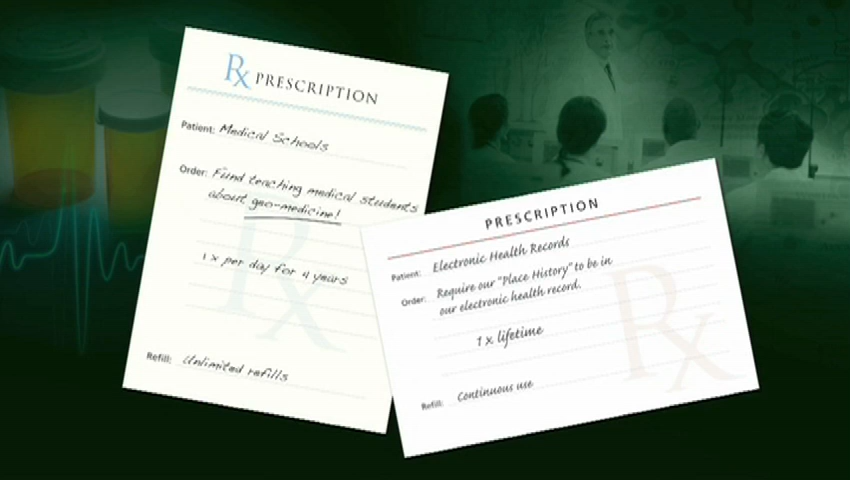 Rx PRESCRIPTION
Patient: Medical Schools
Order: Fund teaching medical students
about geo-medicine!
1 x per day for 4 years
Refill: Unlimited refills
PRESCRIPTION
Patient: Electronic Health Records
Order: Require our "Place History" to be in
our electronic health record.
1 x lifetime
Refill: Continuous use
Rx
Rx